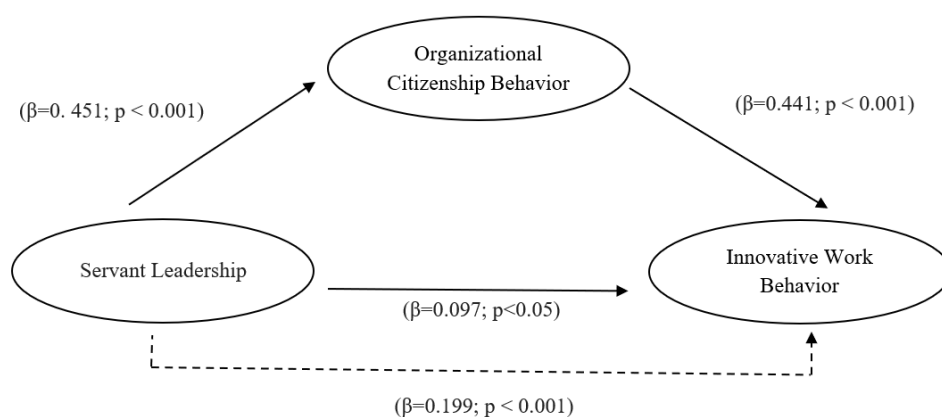 Organizational
Citizenship Behavior
(β=0. 451; p < 0.001)
(β=0.441; p < 0.001)
Servant Leadership
Innovative Work
Behavior
(β=0.097; p<0.05)
(β=0.199; p < 0.001)